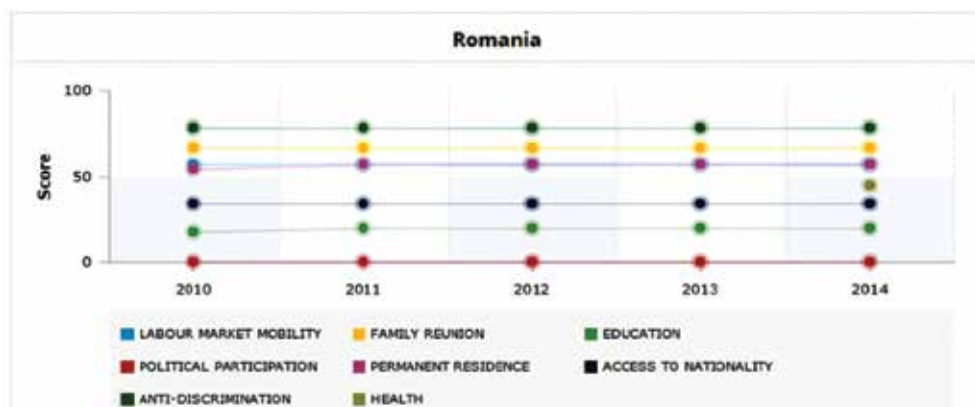 Romania
100
50
0
Score
2010 2011 2012 2013 2014
LABOUR MARKET MOBILITY FAMILY REUNION EDUCATION
POLITICAL PARTICIPATION PERMANENT RESIDENCE ACCESS TO NATIONALITY
ANTI-DISCRIMINATION HEALTH